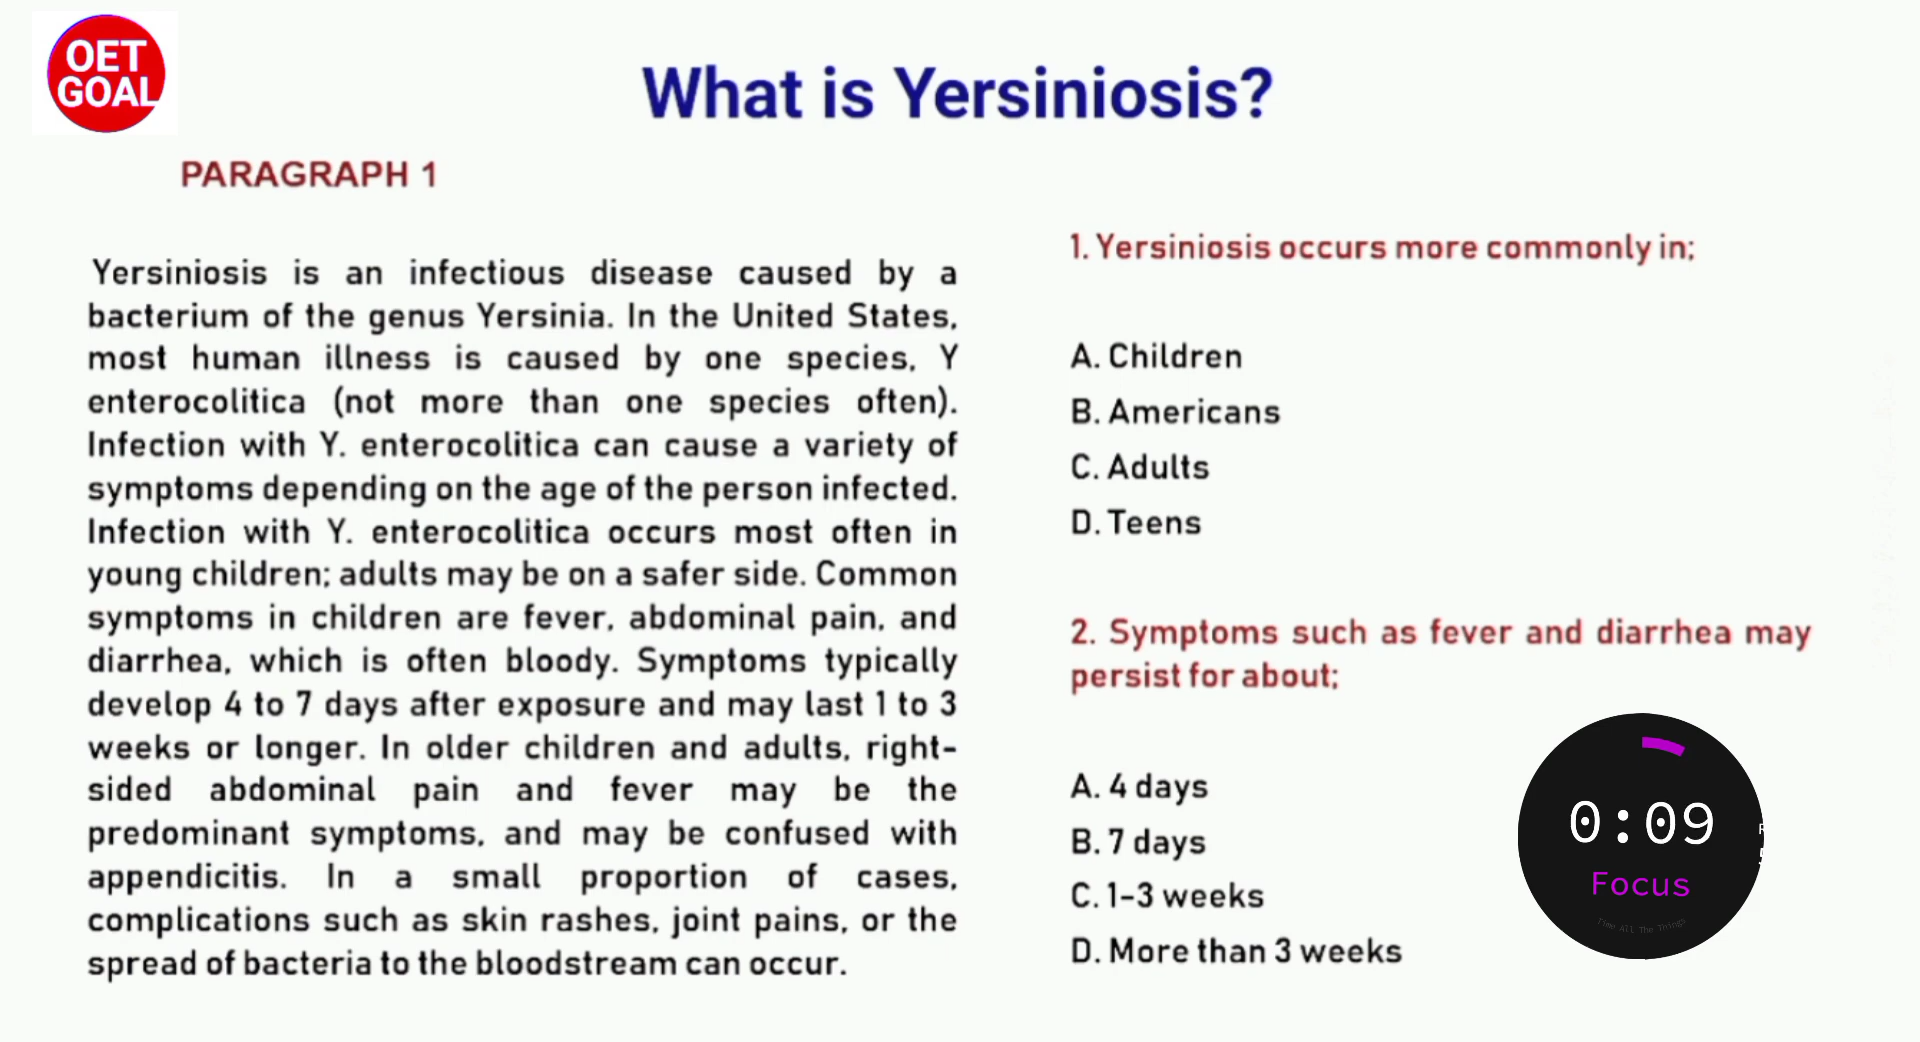 OET
GOAL
What is Yersiniosis?
PARAGRAPH 1
Yersiniosis is an infectious disease caused by a
bacterium of the genus Yersinia. In the United States,
most human illness is caused by one species, Y
enterocolitica (not more than one species often).
Infection with Y. enterocolitica can cause a variety of
symptoms depending on the age of the person infected.
Infection with Y. enterocolitica occurs most often in
young children; adults may be on a safer side. Common
symptoms in children are fever, abdominal pain, and
diarrhea, which is often bloody. Symptoms typically
develop 4 to 7 days after exposure and may last 1 to 3
weeks or longer. In older children and adults, right-
sided abdominal pain and fever may be the
predominant symptoms, and may be confused with
appendicitis. In a small proportion of cases,
complications such as skin rashes, joint pains, or the
spread of bacteria to the bloodstream can occur.
1. Yersiniosis occurs more commonly in;
A. Children
B. Americans
C. Adults
D. Teens
2. Symptoms such as fever and diarrhea may
persist for about;
A. 4 days
B. 7 days
C. 1-3 weeks
D. More than 3 weeks
0:09
Focus
Time All The Things